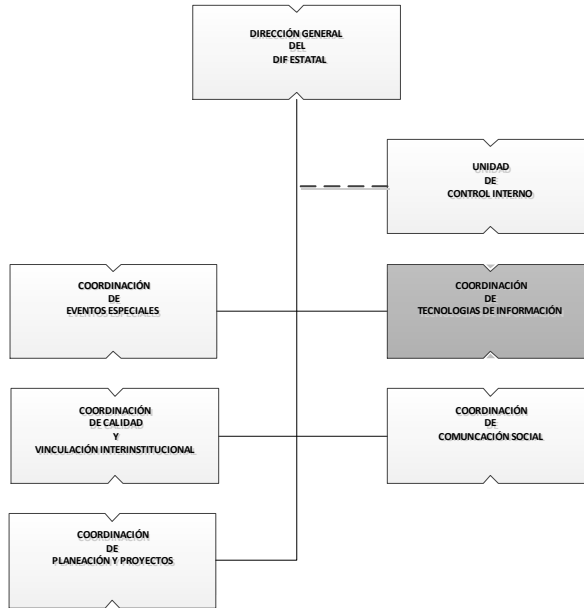 DIRECCIÓN GENERAL
DEL
DIF ESTATAL
UNIDAD
DE
CONTROL INTERNO
COORDINACIÓN
DE
EVENTOS ESPECIALES
COORDINACIÓN
DE
TECNOLOGIAS DE INFORMACIÓN
COORDINACIÓN
DE CALIDAD
Y
VINCULACIÓN INTERINSTITUCIONAL
COORDINACIÓN
DE
COMUNCACIÓN SOCIAL
COORDINACIÓN
DE
PLANEACIÓN Y PROYECTOS